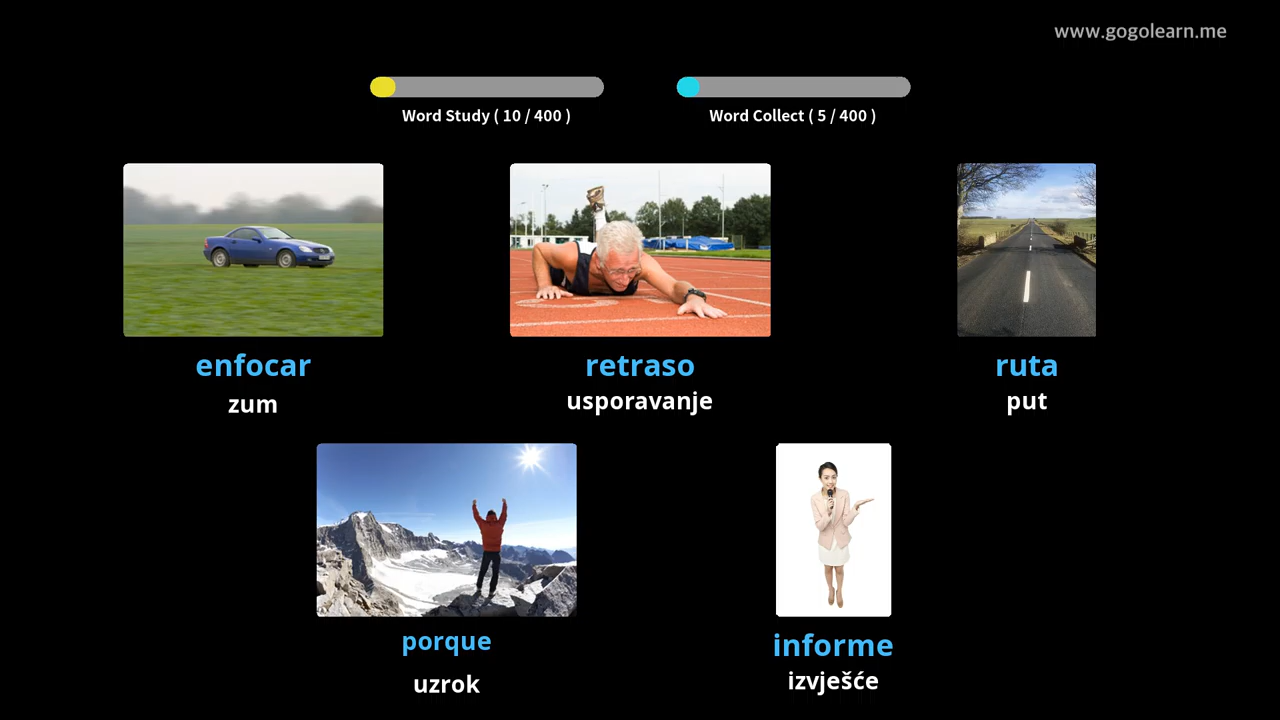 www.gogolearn.me
Word Study ( 10 / 400 )
Word Collect ( 5 / 400 )
enfocar
zum
retraso
usporavanje
ruta
put
porque
uzrok
informe
izvješće